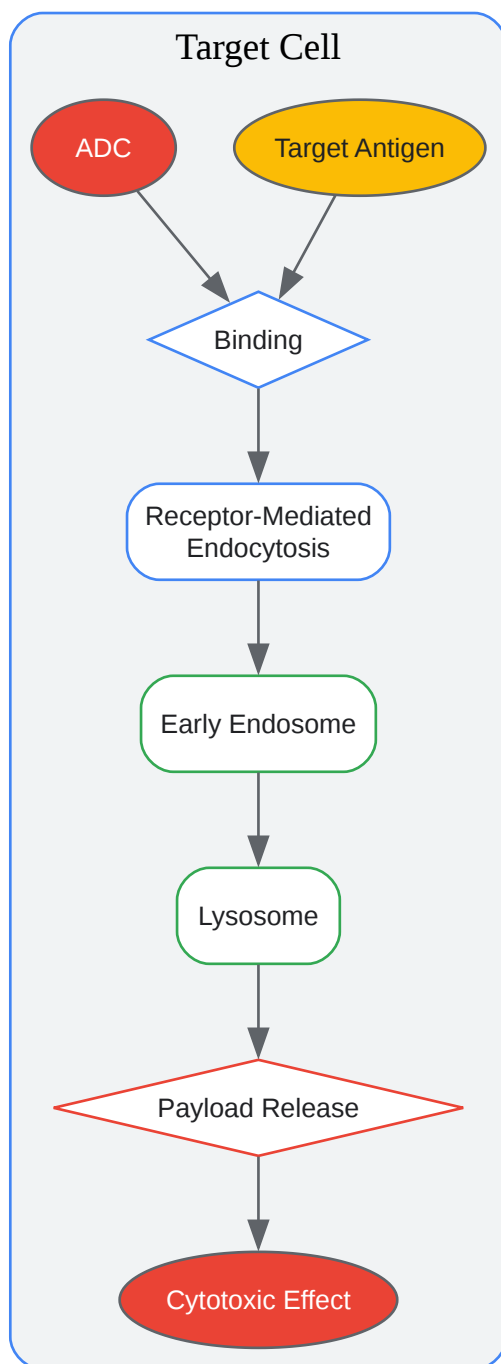 Target Cell
ADC
Target Antigen
Binding
Receptor-Mediated
Endocytosis
Early Endosome
Lysosome
Payload Release
Cytotoxic Effect